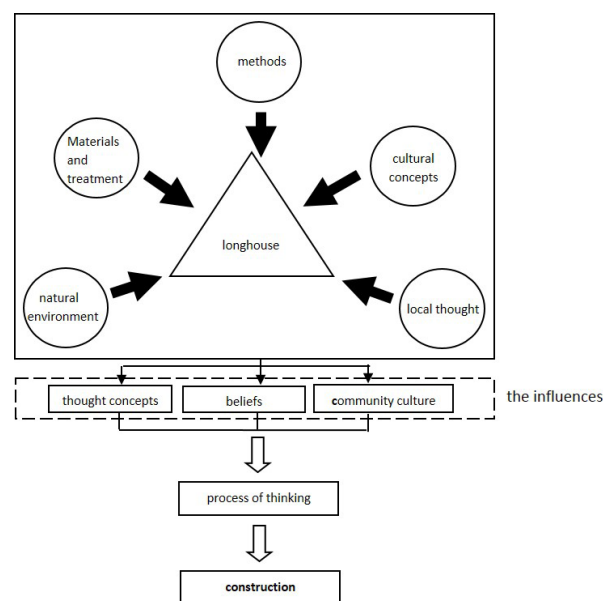 methods
Materials
and
treatment
cultural
concepts
longhouse
natural
environment
local thought
thought concepts
beliefs
community culture
the influences
process of thinking
construction